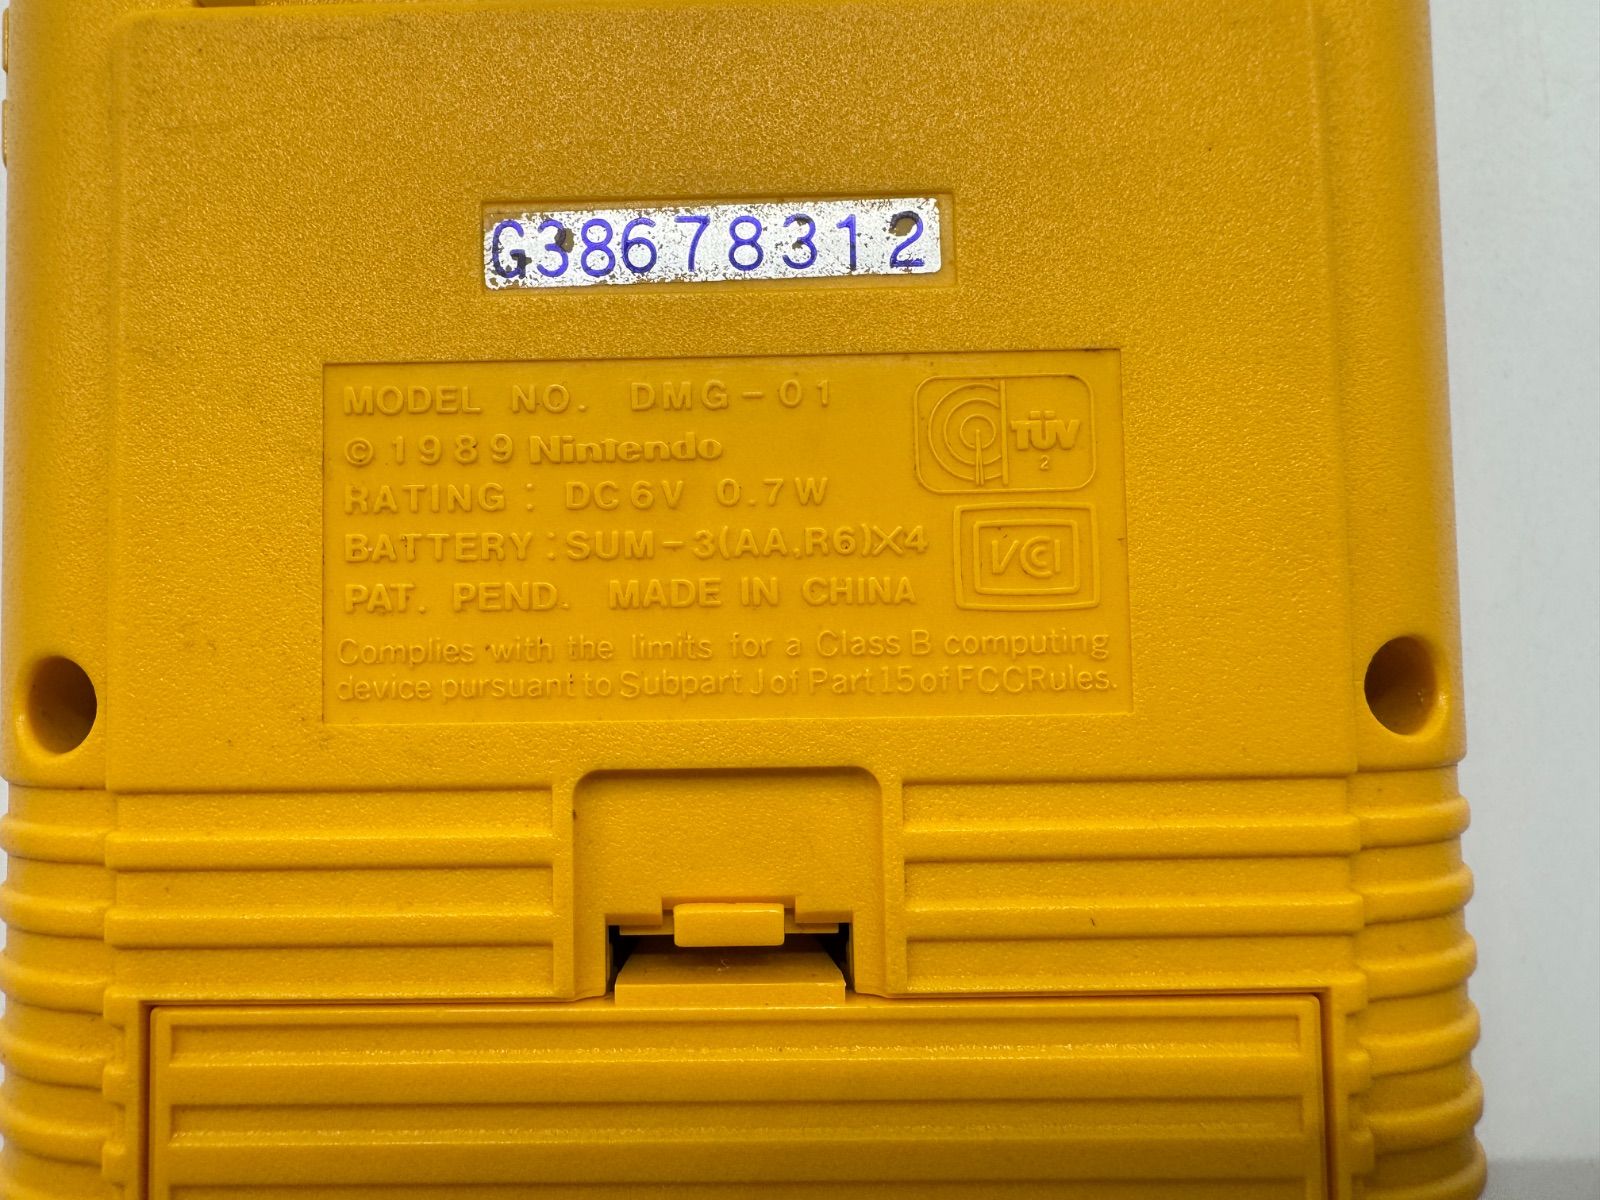 G38678312
MODEL NO. DMG-01
© 1989 Nintendo
RATING : DC6V 0.7W
BATTERY : SUM-3(AA,R6)X4
PAT. PEND. MADE IN CHINA
Complies with the limits for a Class B computing
device pursuant to Subpart J of Part 15 of FCC Rules.
TÜV
2
VCCI